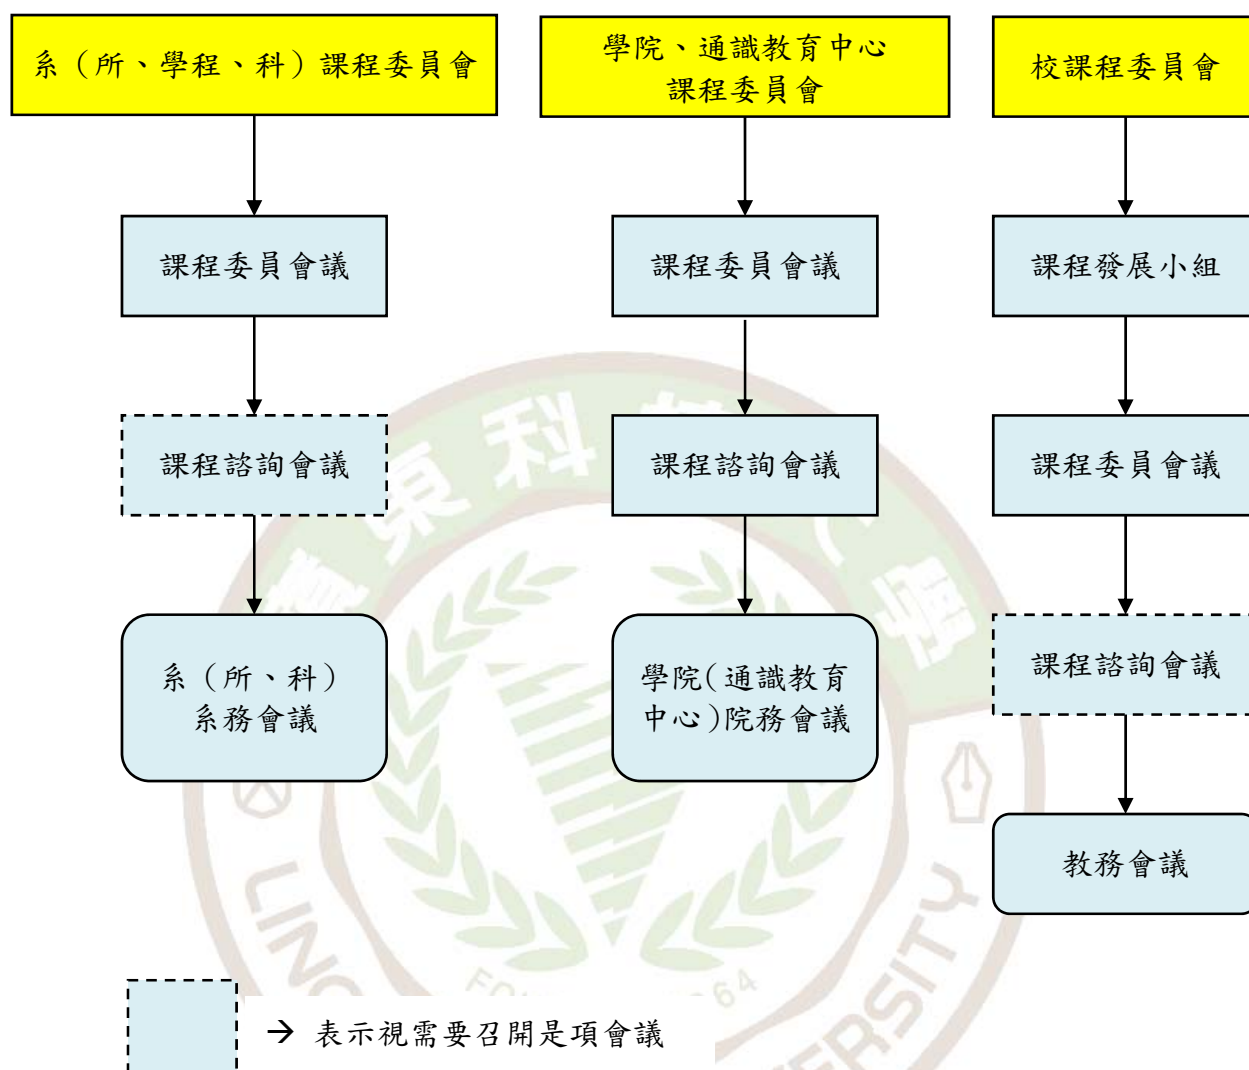 系（所、學程、科）課程委員會
學院、通識教育中心
課程委員會
校課程委員會
課程委員會議
課程委員會議
課程發展小組
課程諮詢會議
課程諮詢會議
課程委員會議
系（所、科）
系務會議
學院(通識教育
中心)院務會議
課程諮詢會議
教務會議
→ 表示視需要召開是項會議
東科
學